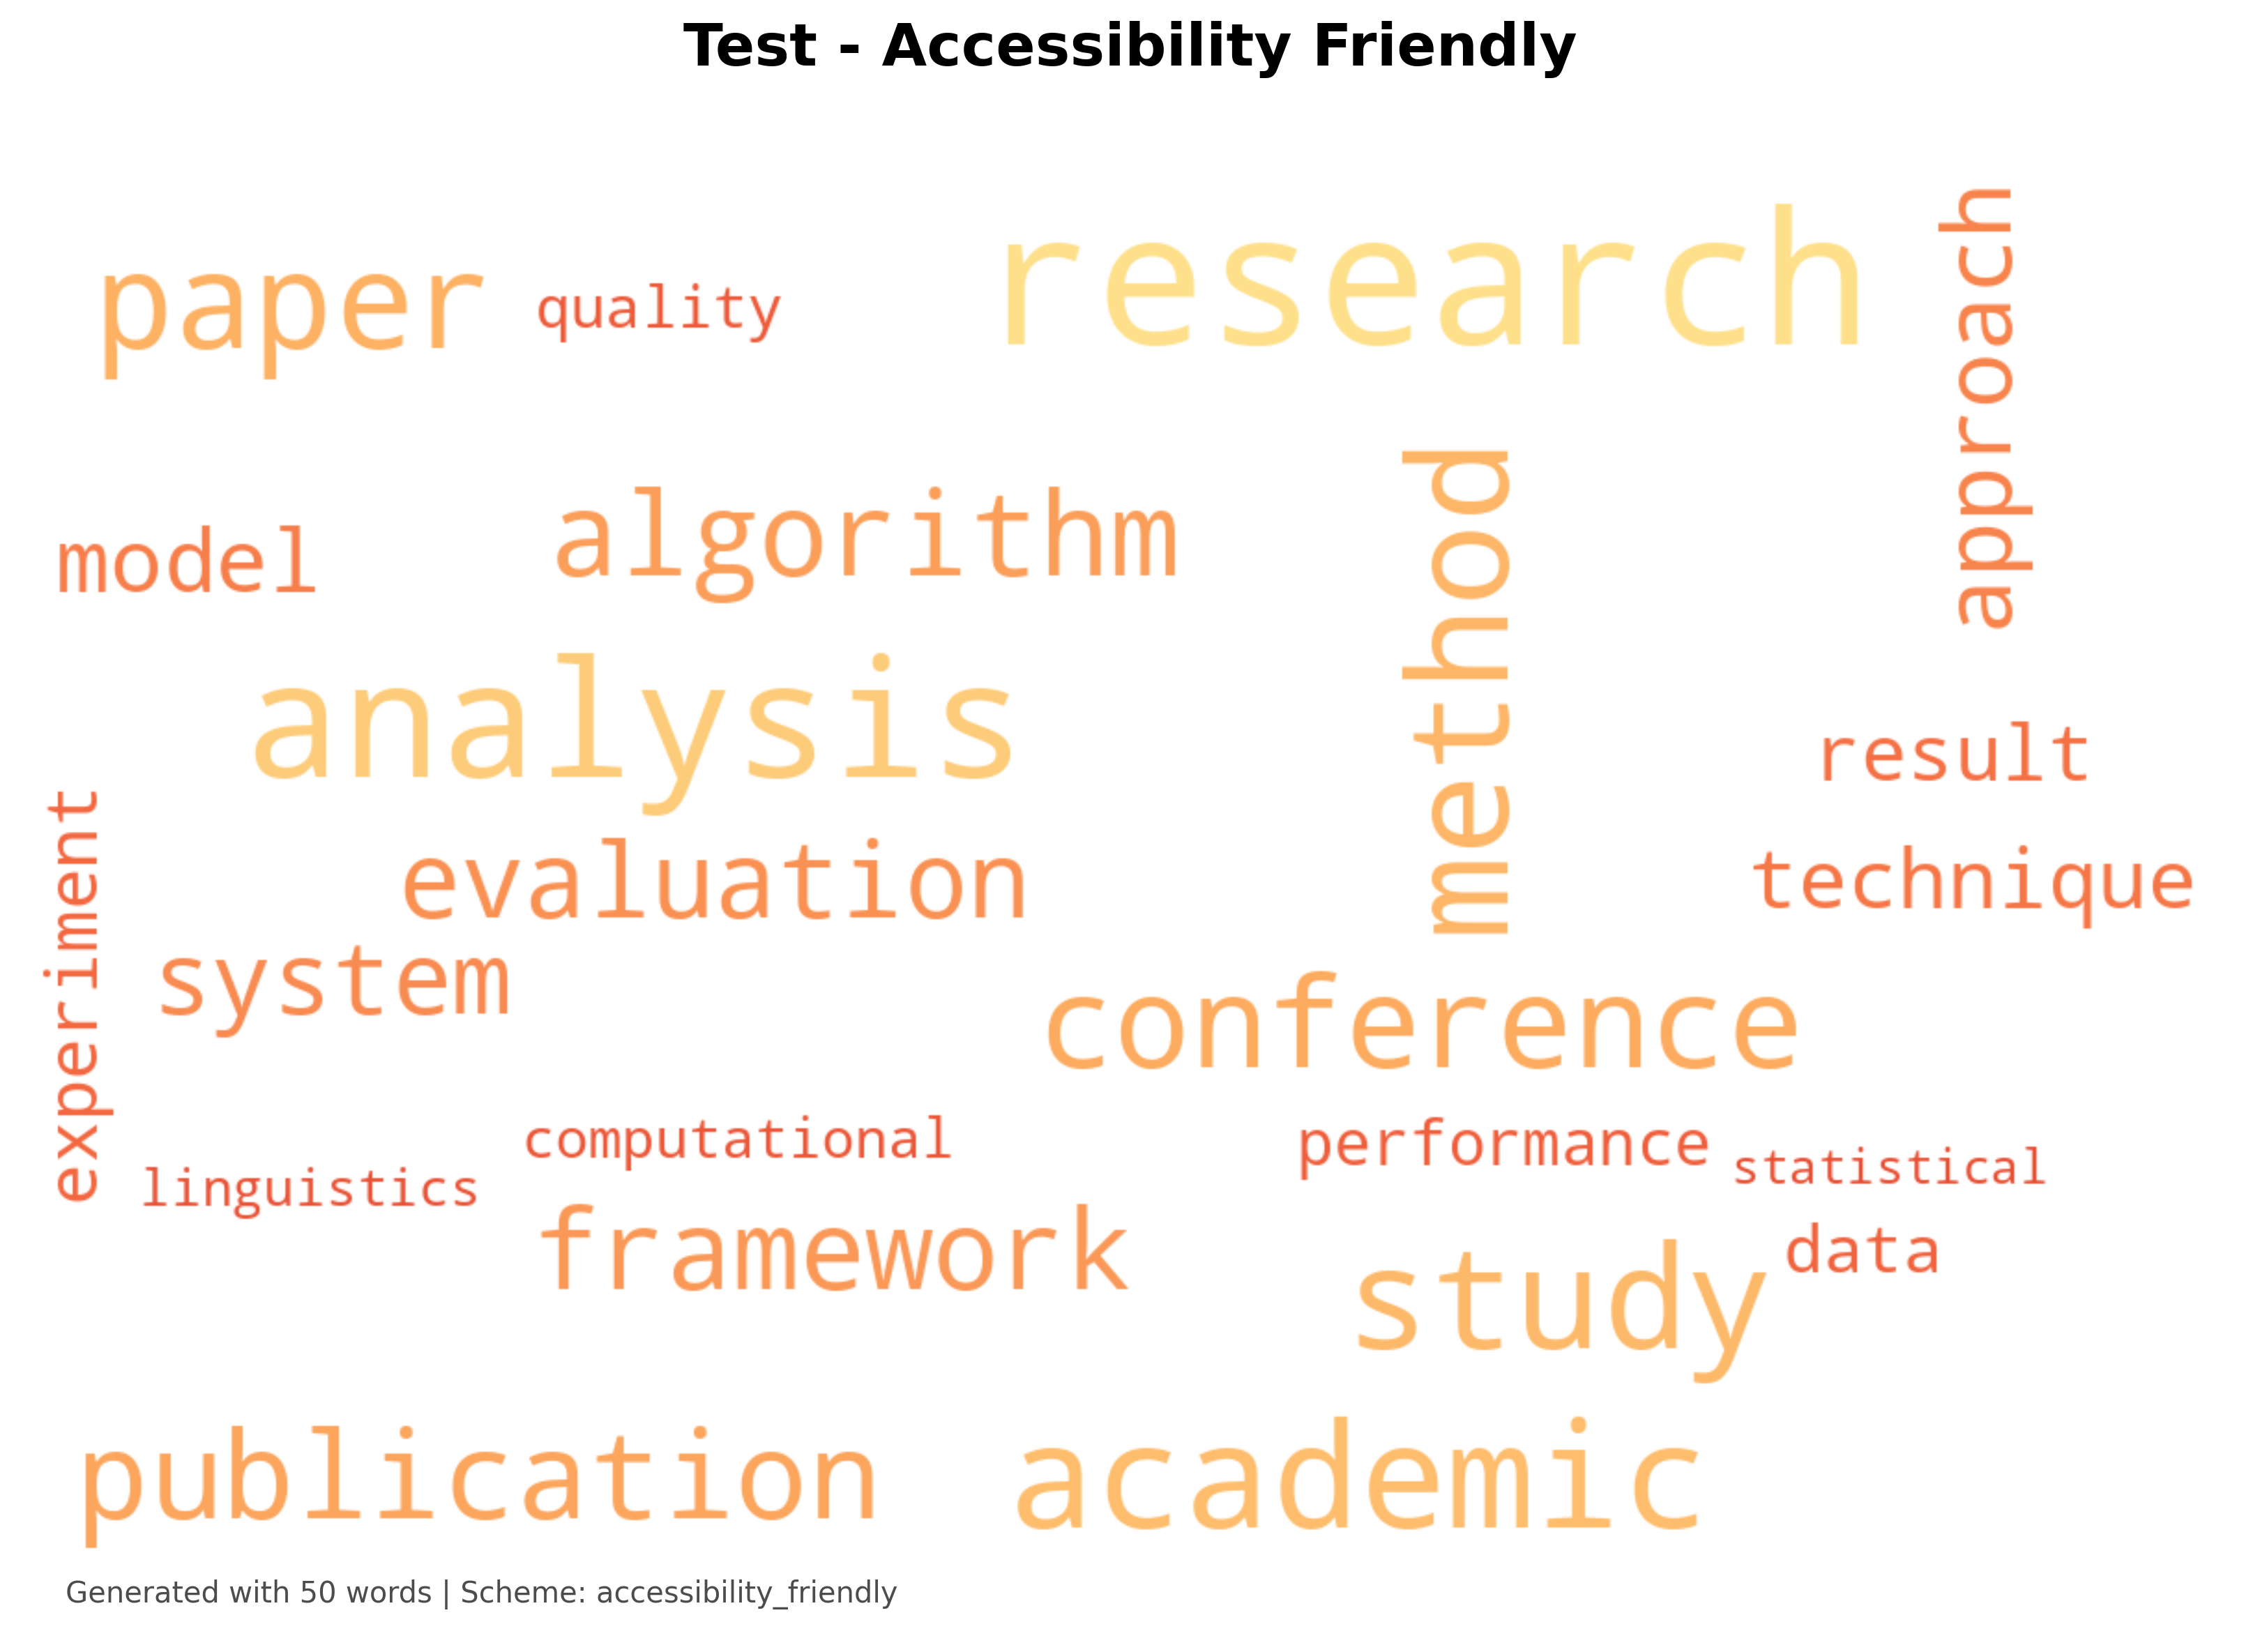 Test - Accessibility Friendly
paper
quality
research
approach
model
algorithm
method
analysis
result
experiment
evaluation
technique
system
conference
computational
performance
statistical
linguistics
framework
data
study
publication
academic
Generated with 50 words | Scheme: accessibility_friendly